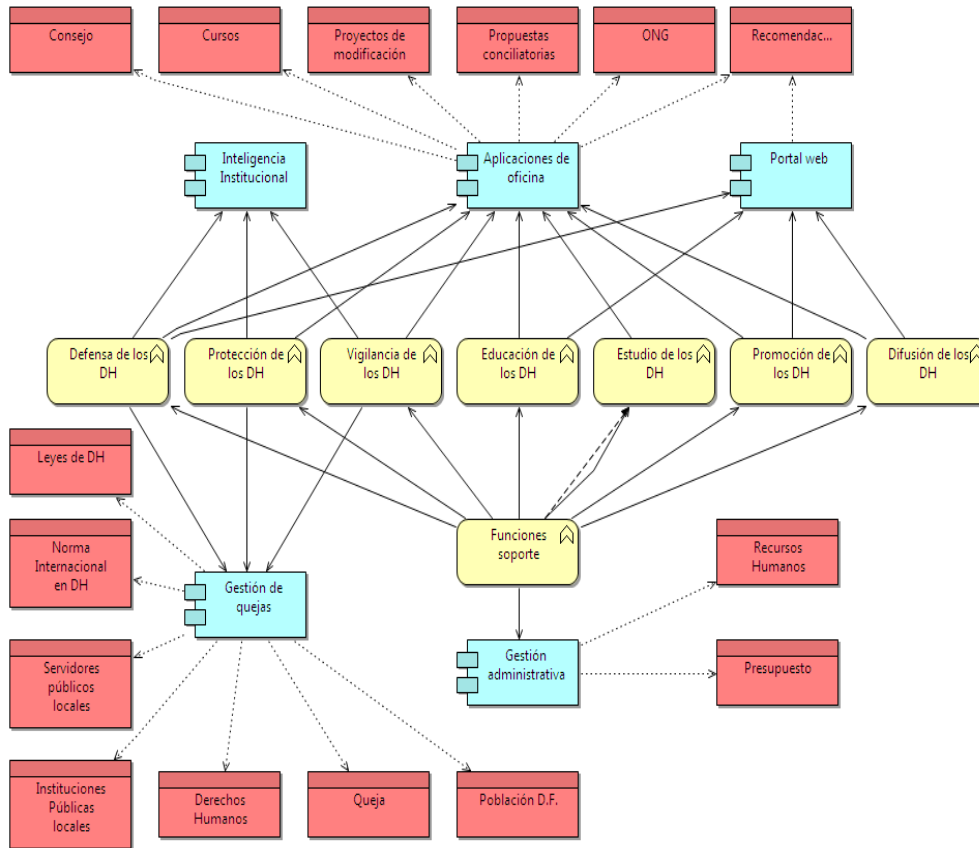 Consejo
Cursos
Proyectos de
modificación
Propuestas
conciliatorias
ONG
Recomendac...
Inteligencia
Institucional
Aplicaciones de
oficina
Portal web
Defensa de los
DH
Protección de
los DH
Vigilancia de
los DH
Educación de
los DH
Estudio de los
DH
Promoción de
los DH
Difusión de los
DH
Leyes de DH
Norma
Internacional
en DH
Funciones
soporte
Recursos
Humanos
Gestión de
quejas
Servidores
públicos
locales
Gestión
administrativa
Presupuesto
Instituciones
Públicas
locales
Derechos
Humanos
Queja
Población D.F.